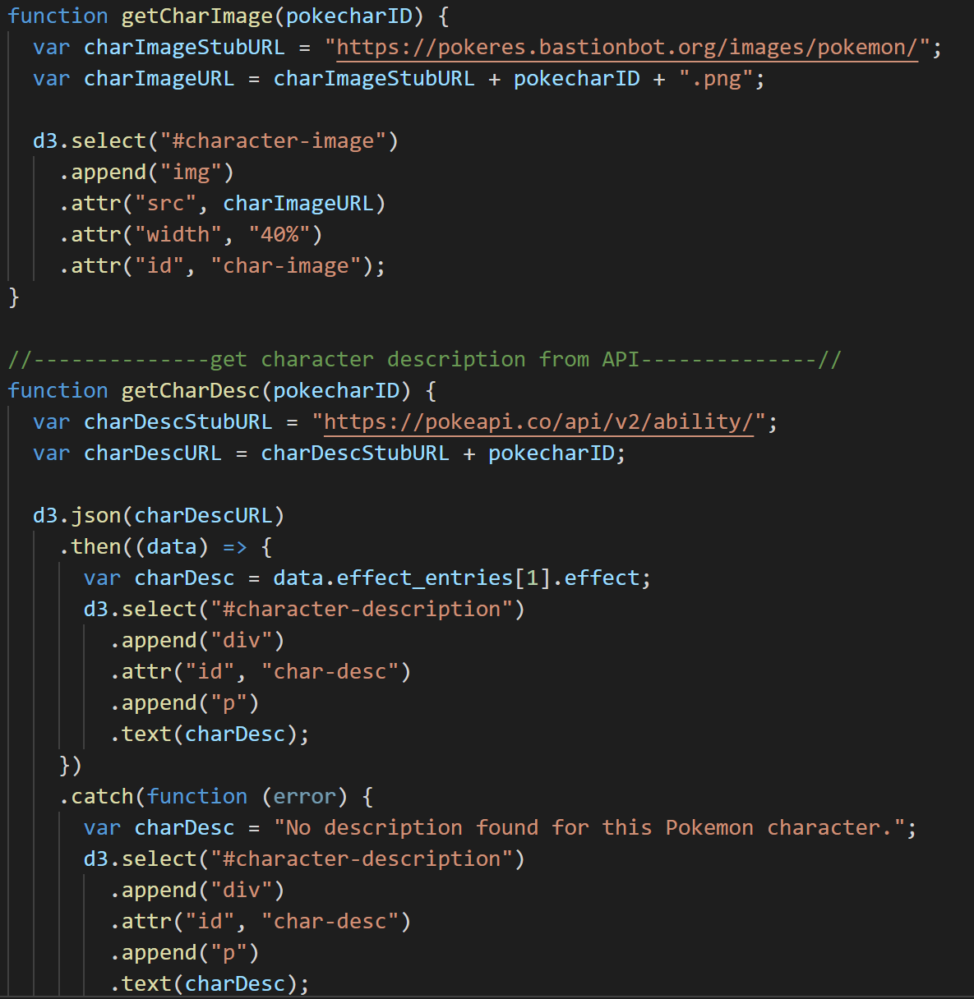 function getCharImage(pokecharID) {
  var charImageStubURL = "https://pokeres.bastionbot.org/images/pokemon/";
  var charImageURL = charImageStubURL + pokecharID + ".png";

  d3.select("#character-image")
    .append("img")
    .attr("src", charImageURL)
    .attr("width", "40%")
    .attr("id", "char-image");
}

//--------------get character description from API--------------//
function getCharDesc(pokecharID) {
  var charDescStubURL = "https://pokeapi.co/api/v2/ability/";
  var charDescURL = charDescStubURL + pokecharID;

  d3.json(charDescURL)
    .then((data) => {
      var charDesc = data.effect_entries[1].effect;
      d3.select("#character-description")
        .append("div")
        .attr("id", "char-desc")
        .append("p")
        .text(charDesc);
    })
    .catch(function (error) {
      var charDesc = "No description found for this Pokemon character.";
      d3.select("#character-description")
        .append("div")
        .attr("id", "char-desc")
        .append("p")
        .text(charDesc);